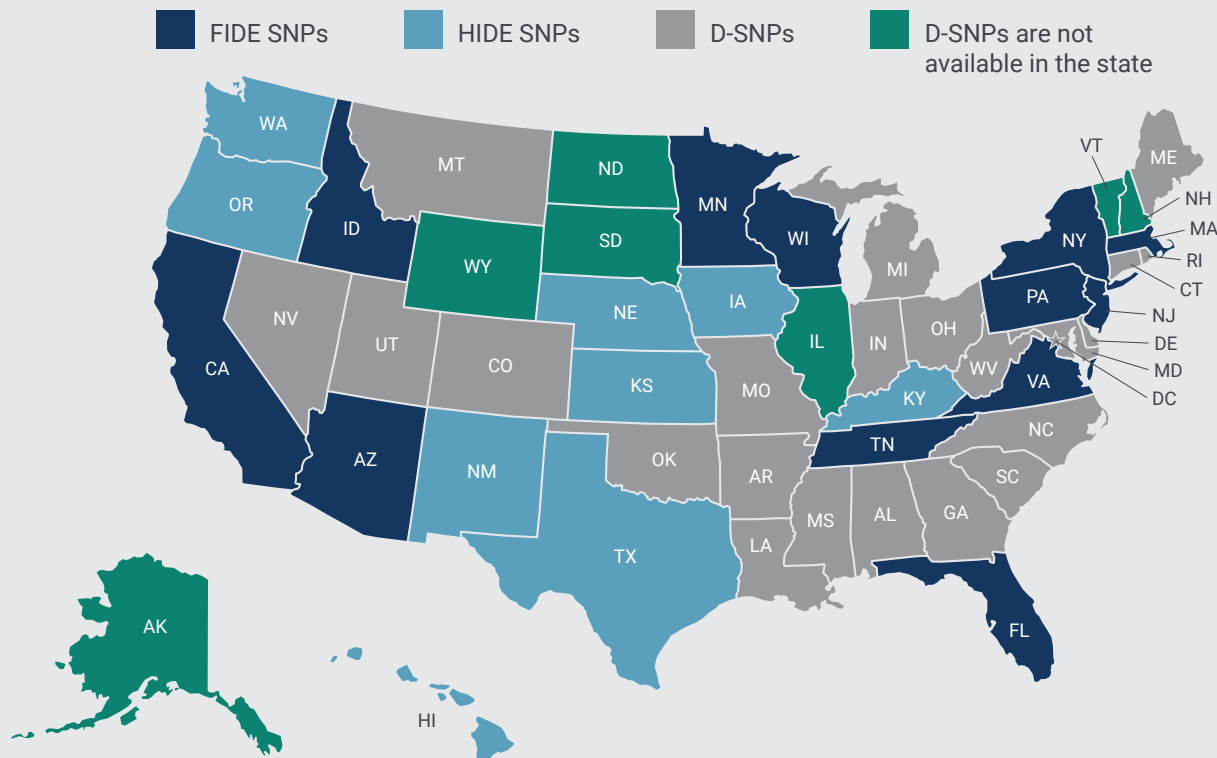 FIDE SNPs
HIDE SNPs
D-SNPs
D-SNPs are not
available in the state
WA
MT
ND
MN
VT
ME
OR
ID
SD
WI
NY
NH
MA
WY
MI
RI
CT
NV
NE
IA
PA
NJ
UT
CO
IL
IN
OH
DE
MD
DC
CA
KS
MO
WV
VA
KY
AZ
NM
OK
AR
TN
NC
SC
TX
LA
MS
AL
GA
AK
FL
HI